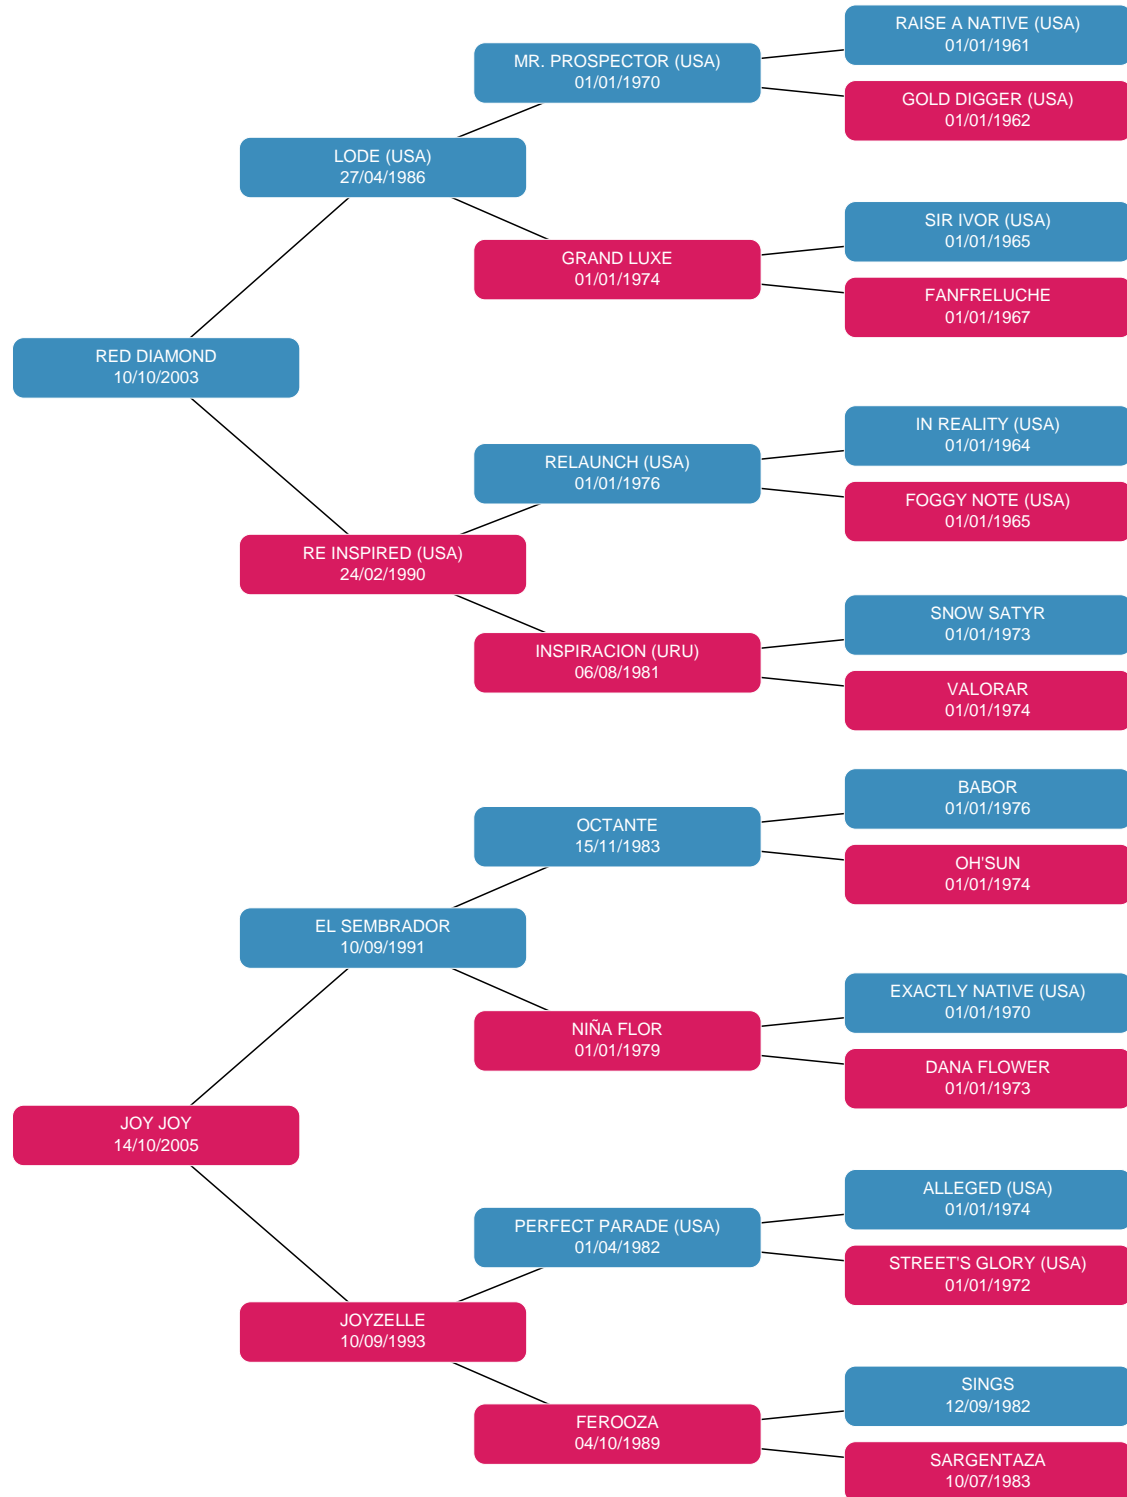 RAISE A NATIVE (USA)
01/01/1961
MR. PROSPECTOR (USA)
01/01/1970
GOLD DIGGER (USA)
01/01/1962
LODE (USA)
27/04/1986
SIR IVOR (USA)
01/01/1965
GRAND LUXE
01/01/1974
FANFRELUCHE
01/01/1967
RED DIAMOND
10/10/2003
IN REALITY (USA)
01/01/1964
RELAUNCH (USA)
01/01/1976
FOGGY NOTE (USA)
01/01/1965
RE INSPIRED (USA)
24/02/1990
SNOW SATYR
01/01/1973
INSPIRACION (URU)
06/08/1981
VALORAR
01/01/1974
BABOR
01/01/1976
OCTANTE
15/11/1983
OH'SUN
01/01/1974
EL SEMBRADOR
10/09/1991
EXACTLY NATIVE (USA)
01/01/1970
NIÑA FLOR
01/01/1979
DANA FLOWER
01/01/1973
JOY JOY
14/10/2005
ALLEGED (USA)
01/01/1974
PERFECT PARADE (USA)
01/04/1982
STREET'S GLORY (USA)
01/01/1972
JOYZELLE
10/09/1993
SINGS
12/09/1982
FEROOZA
04/10/1989
SARGENTAZA
10/07/1983